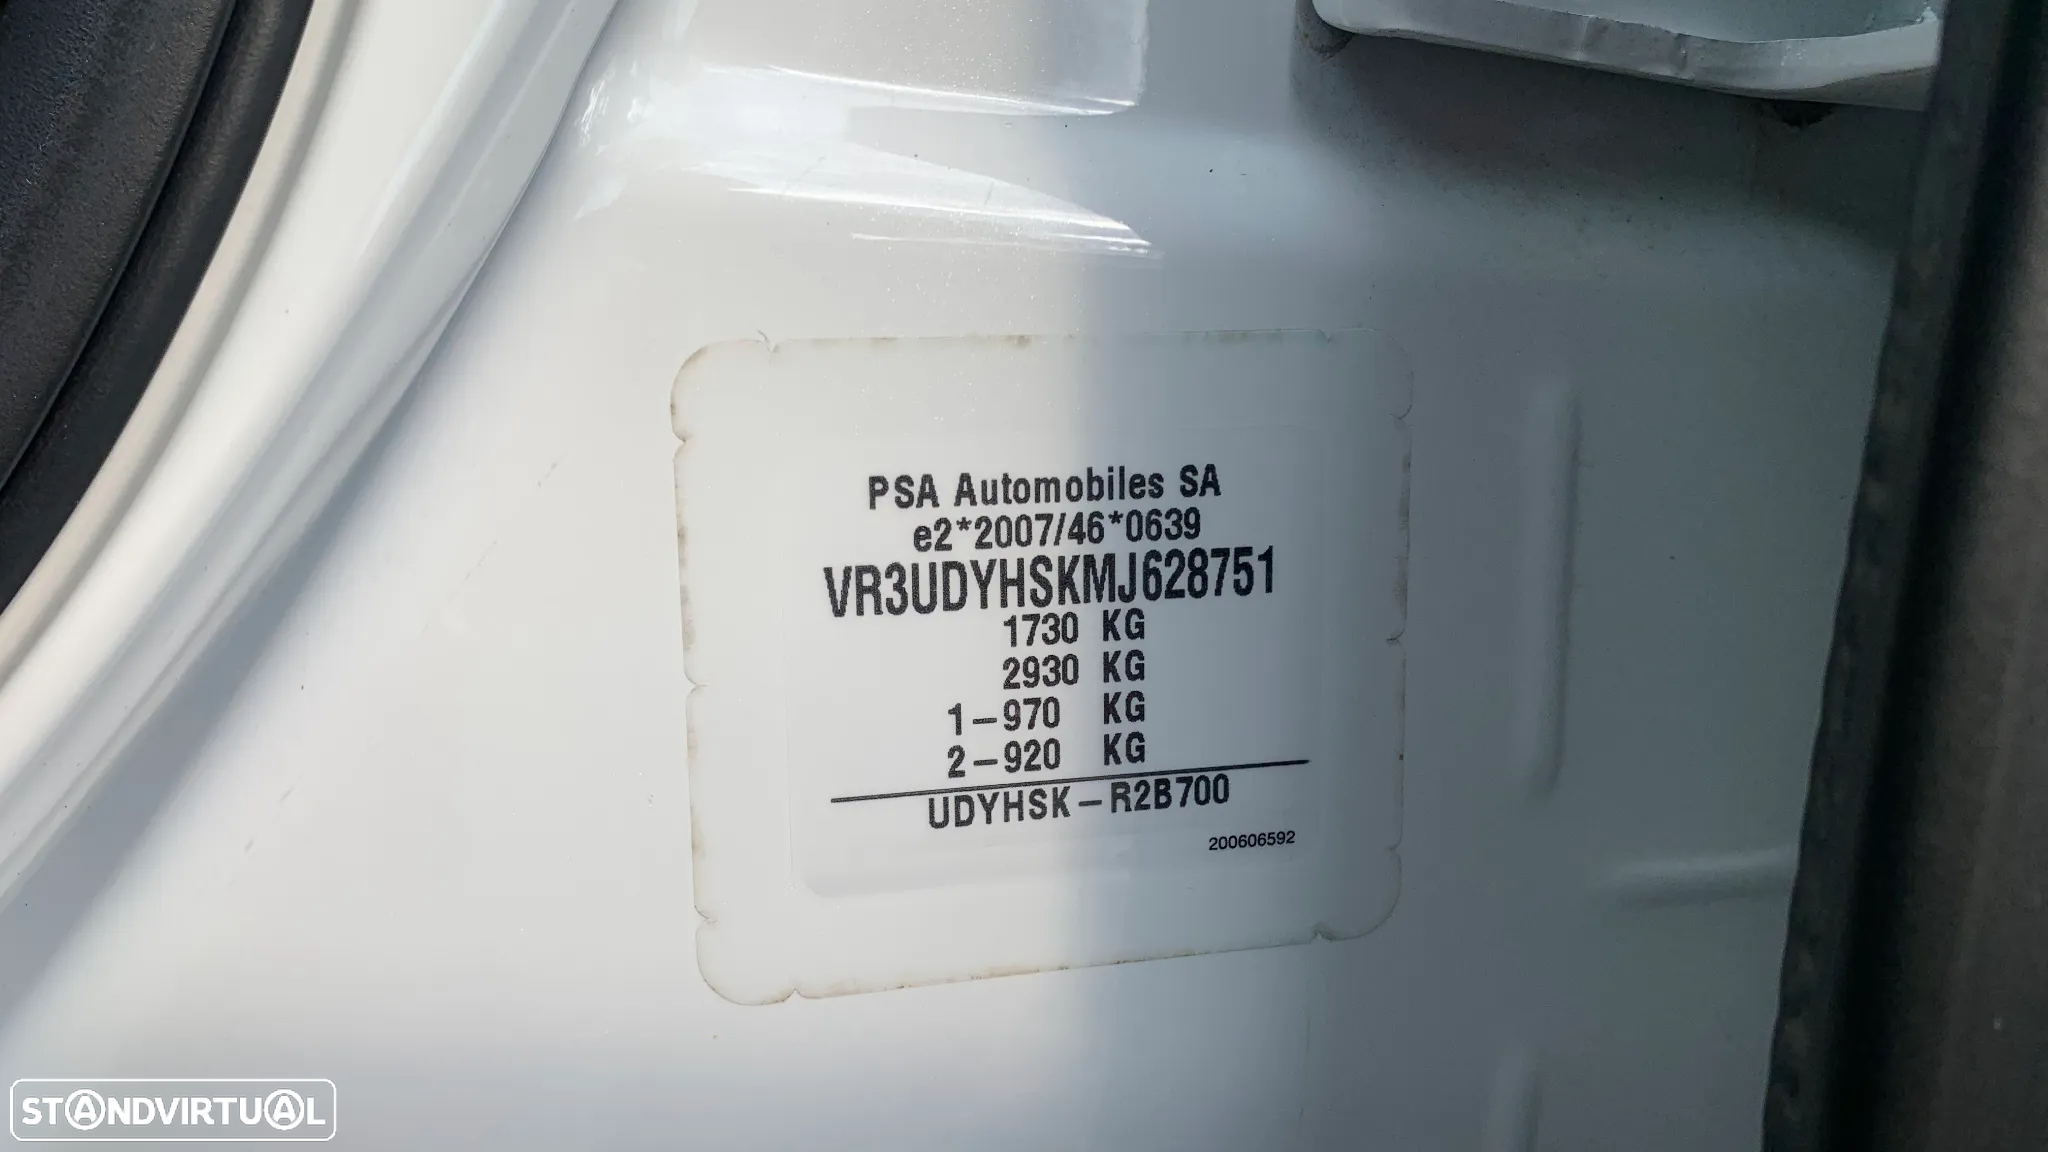 PSA Automobiles SA
e2*2007/46*0639
VR3UDYHSKMJ628751
1730 KG
2930 KG
1-970 KG
2-920 KG
UDYHSK-R2B700
200606592
STANDVIRTUAL